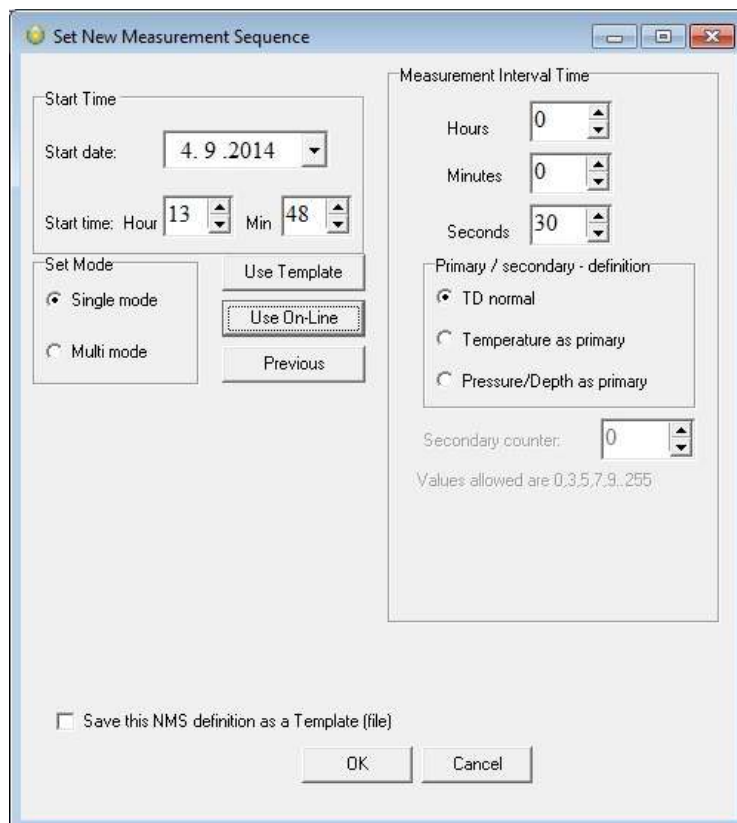 Set New Measurement Sequence
Start Time
Start date: 4. 9 .2014
Start time: Hour 13 Min 48
Set Mode
Single mode
Multi mode
Use Template
Use On-Line
Previous
Measurement Interval Time
Hours 0
Minutes 0
Seconds 30
Primary / secondary - definition
TD normal
Temperature as primary
Pressure/Depth as primary
Secondary counter: 0
Values allowed are 0,3,5,7,9..255
Save this NMS definition as a Template (file)
OK Cancel